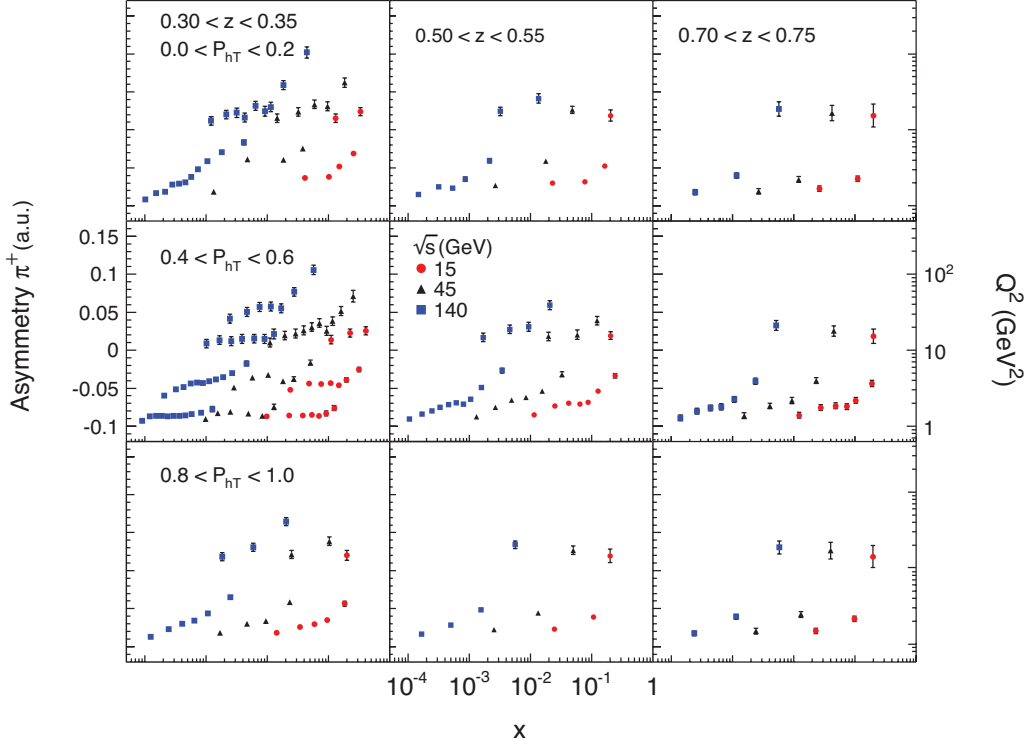 0.30 < z < 0.35
0.0 < P_hT < 0.2
0.50 < z < 0.55
0.70 < z < 0.75
Asymmetry π⁺ (a.u.)
0.15
0.1
0.05
0
-0.05
-0.1
0.4 < P_hT < 0.6
√s (GeV)
15
45
140
10²
10
1
Q² (GeV²)
0.8 < P_hT < 1.0
10⁻⁴ 10⁻³ 10⁻² 10⁻¹ 1
x